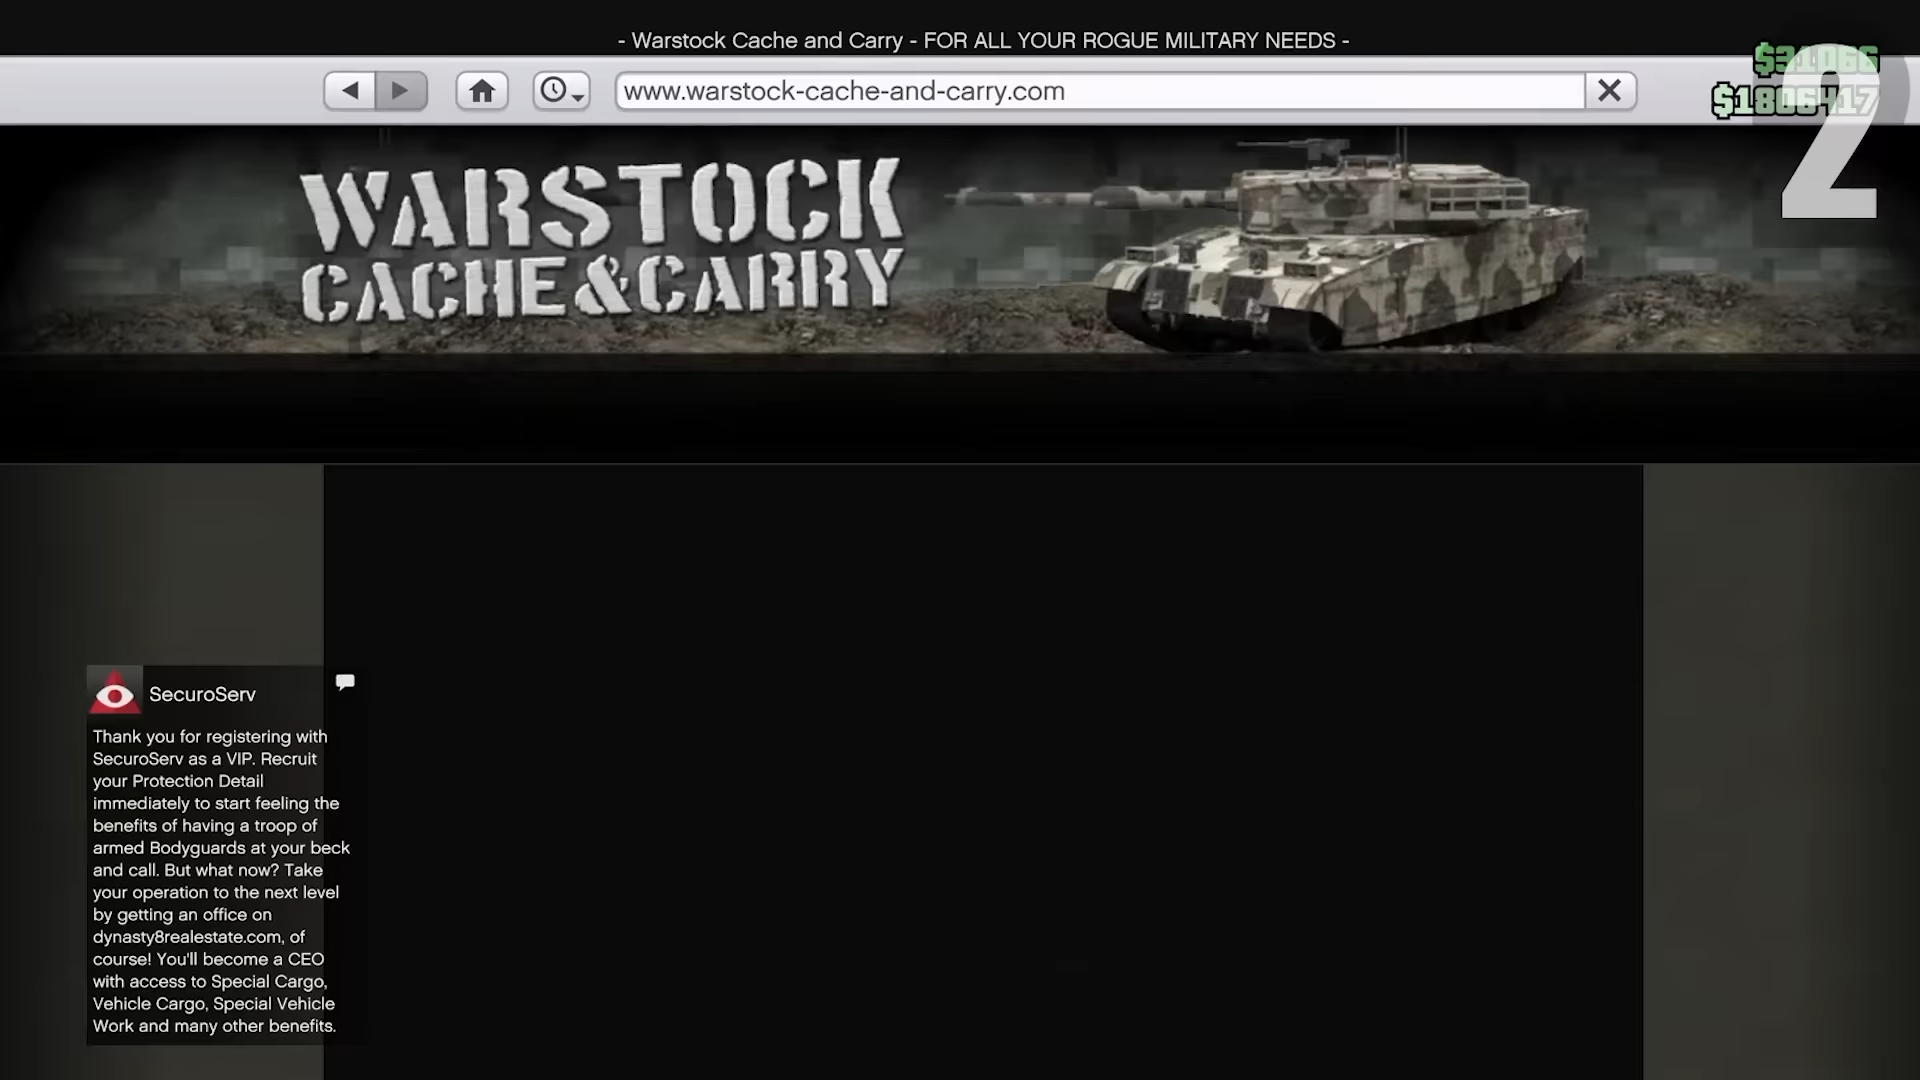 - Warstock Cache and Carry - FOR ALL YOUR ROGUE MILITARY NEEDS -
www.warstock-cache-and-carry.com
$31066
$1806417
2
WARSTOCK
CACHE&CARRY
SecuroServ
Thank you for registering with
SecuroServ as a VIP. Recruit
your Protection Detail
immediately to start feeling the
benefits of having a troop of
armed Bodyguards at your beck
and call. But what now? Take
your operation to the next level
by getting an office on
dynasty8realestate.com, of
course! You'll become a CEO
with access to Special Cargo,
Vehicle Cargo, Special Vehicle
Work and many other benefits.